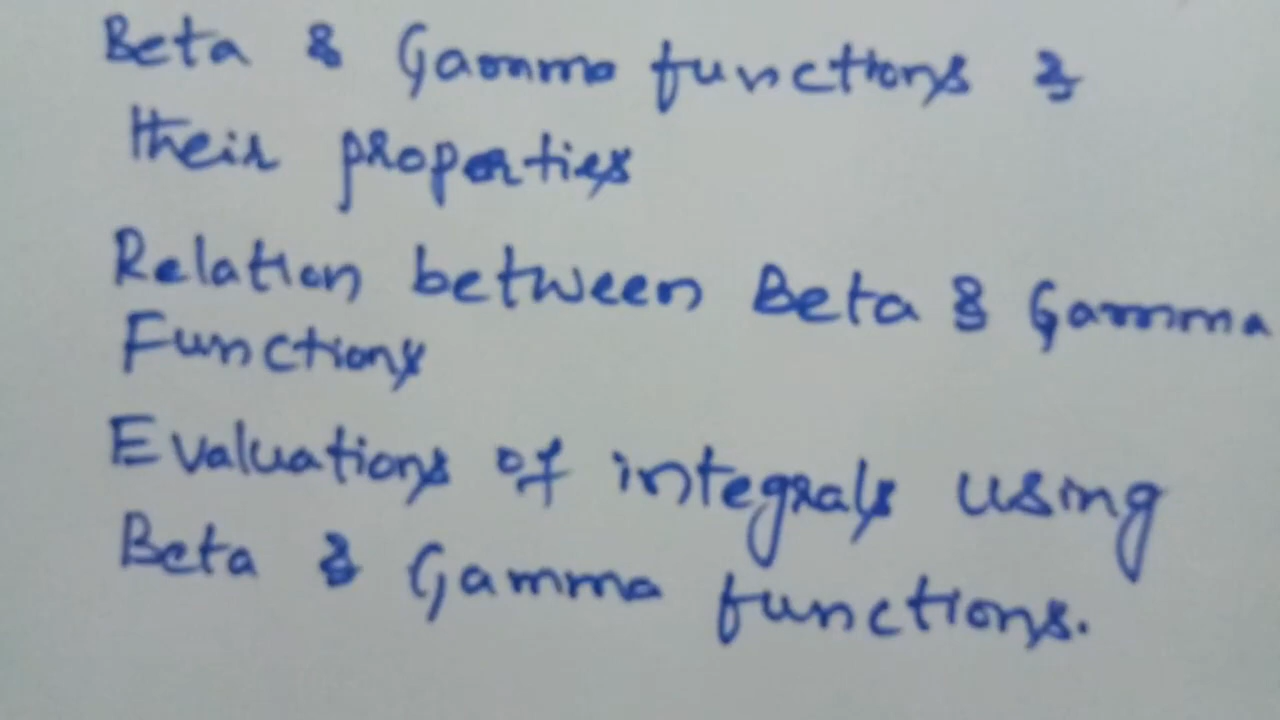 Beta & Gamma functions &
their properties
Relation between Beta & Gamma
Functions
Evaluations of integrals using
Beta & Gamma functions.